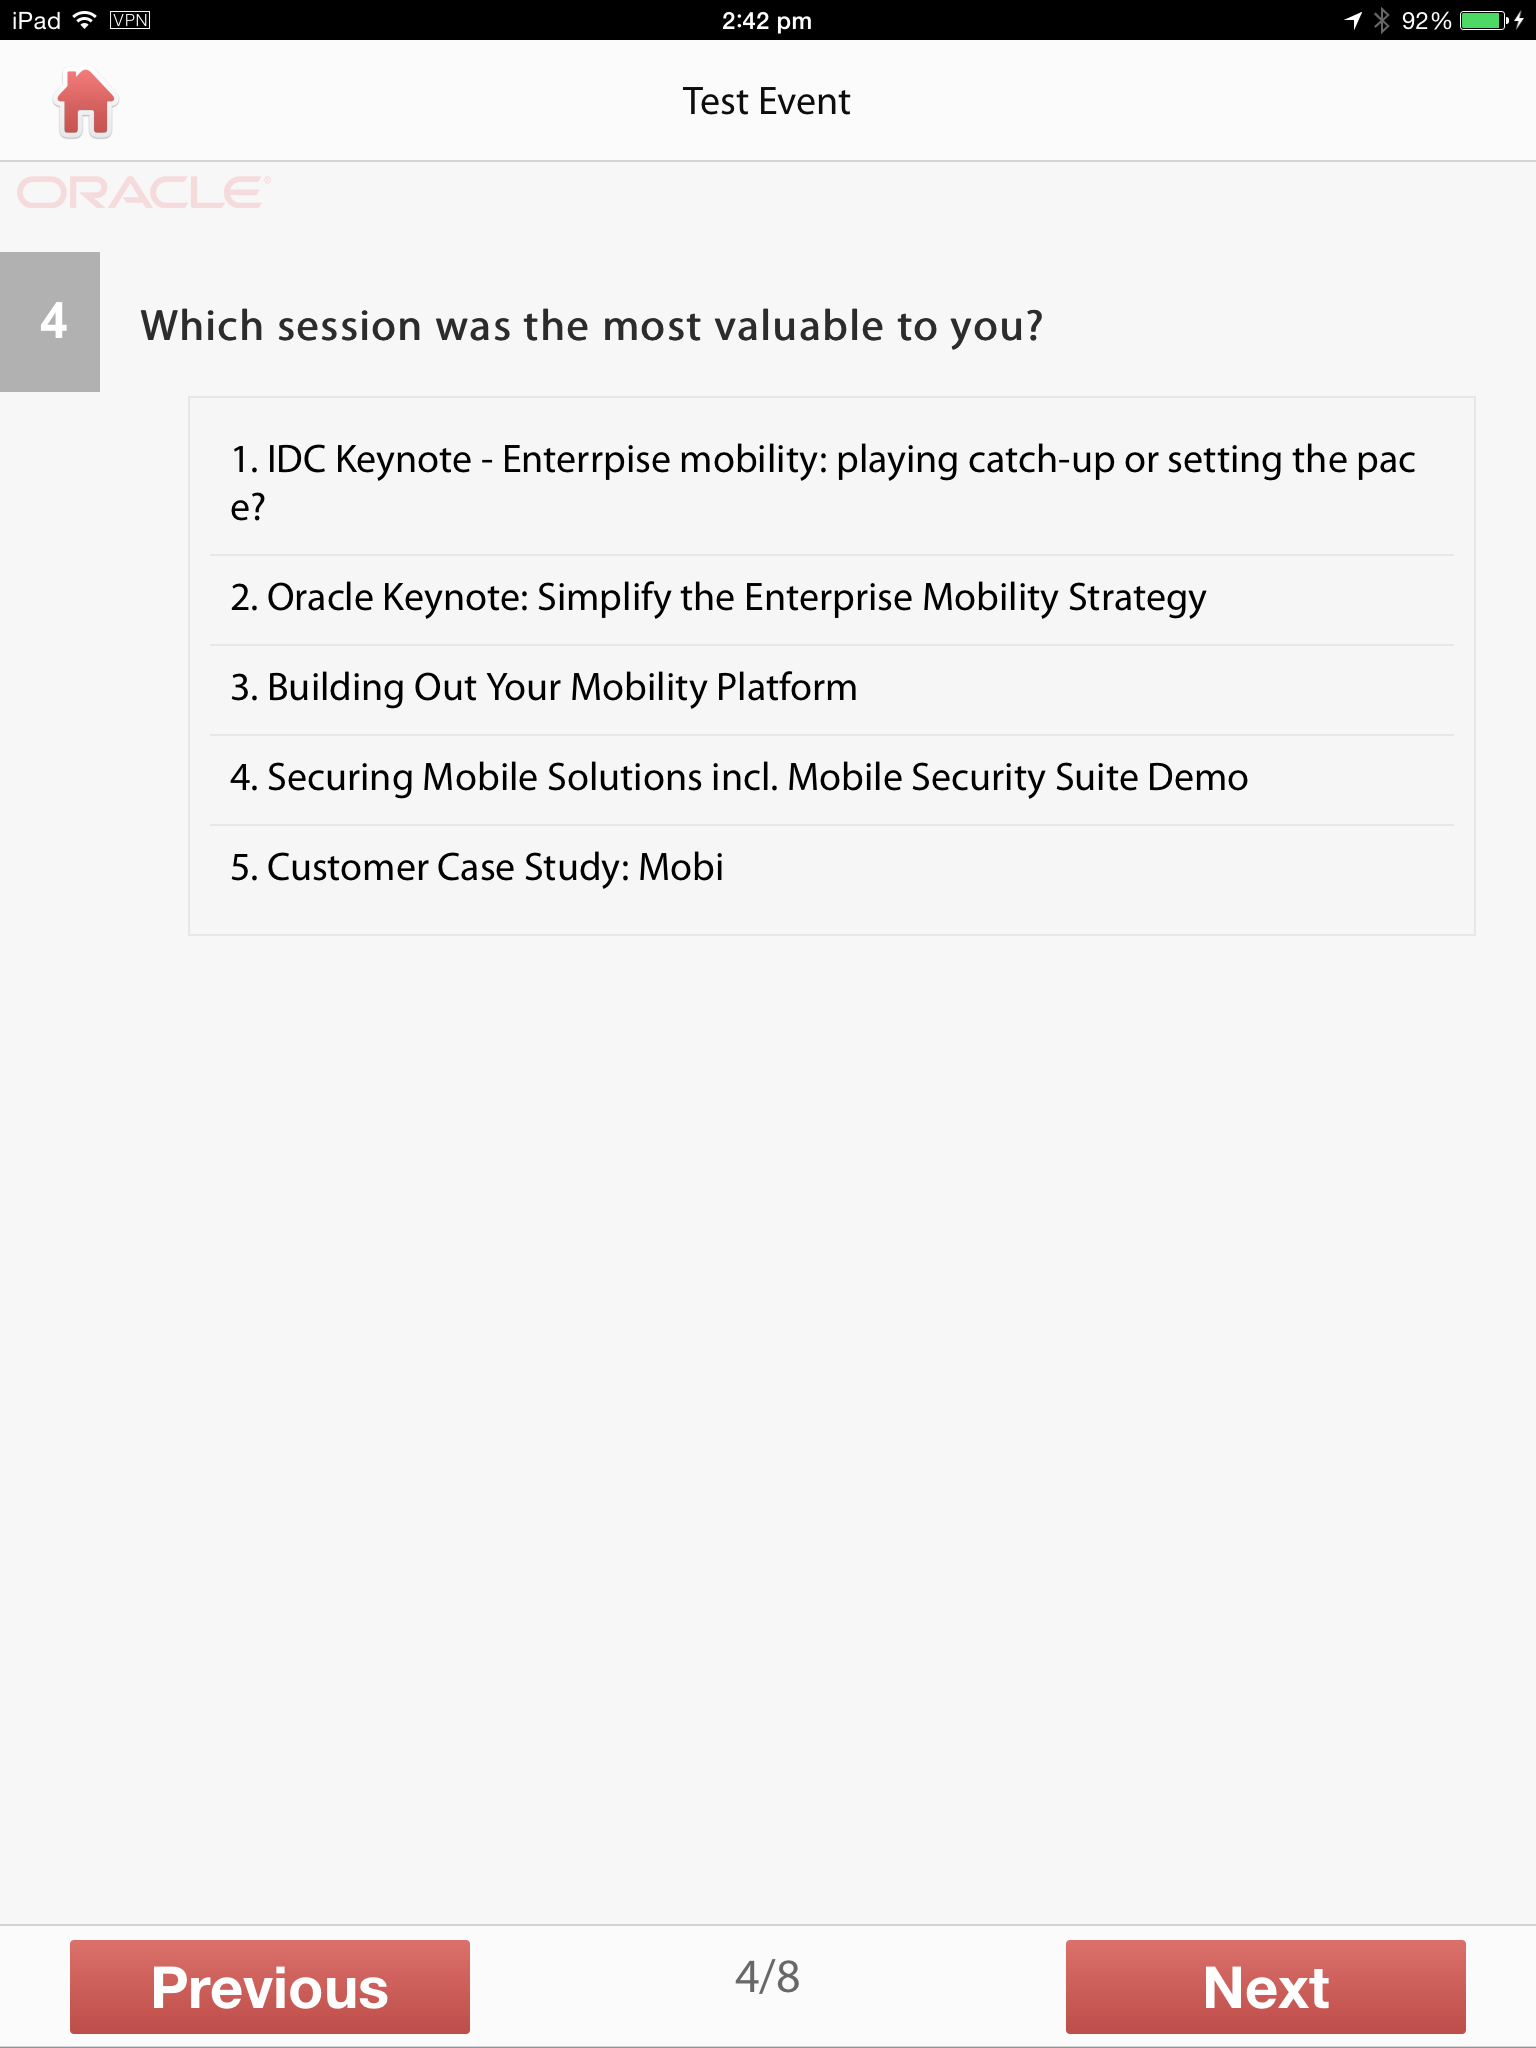 iPad VPN 2:42 pm 92%
Test Event
ORACLE®
4 Which session was the most valuable to you?
1. IDC Keynote - Enterrpise mobility: playing catch-up or setting the pac
e?
2. Oracle Keynote: Simplify the Enterprise Mobility Strategy
3. Building Out Your Mobility Platform
4. Securing Mobile Solutions incl. Mobile Security Suite Demo
5. Customer Case Study: Mobi
Previous 4/8 Next